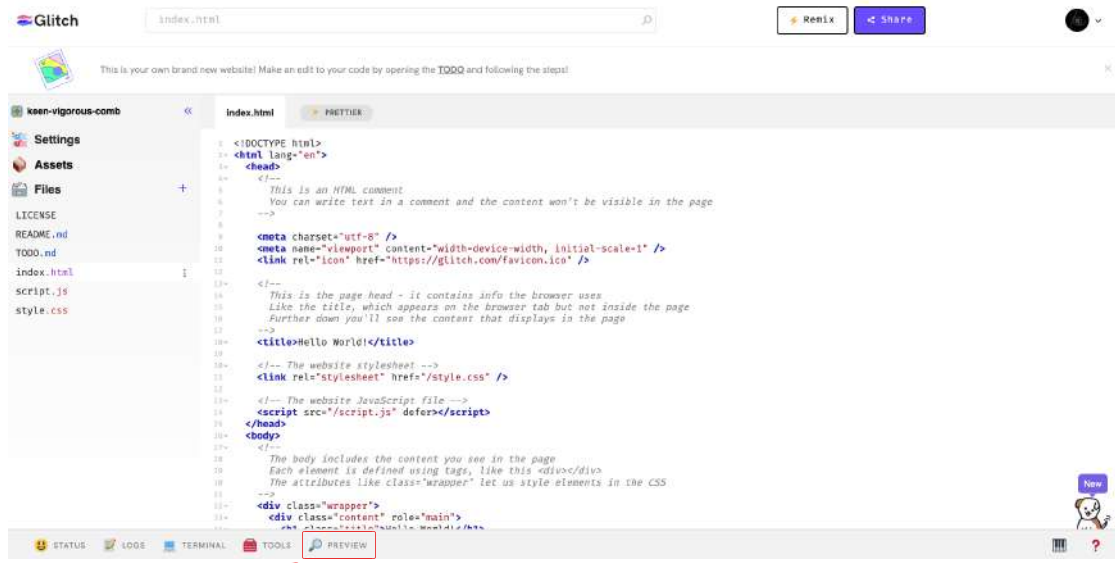 Glitch
index.html
Remix
Share
This is your own brand new website! Make an edit to your code by opening the TODO and following the steps!
keen-vigorous-comb
index.html
PRETTIER
Settings
Assets
Files
LICENSE
README.md
TODO.md
index.html
script.js
style.css
<!DOCTYPE html>
<html lang="en">
<head>
<!--
This is an HTML comment
You can write text in a comment and the content won't be visible in the page
-->
<meta charset="utf-8" />
<meta name="viewport" content="width=device-width, initial-scale=1" />
<link rel="icon" href="https://glitch.com/favicon.ico" />
<!--
This is the page head - it contains info the browser uses
Like the title, which appears on the browser tab but not inside the page
Further down you'll see the content that displays in the page
-->
<title>Hello World!</title>
<!-- The website stylesheet -->
<link rel="stylesheet" href="/style.css" />
<!-- The website JavaScript file -->
<script src="/script.js" defer></script>
</head>
<body>
<!--
The body includes the content you see in the page
Each element is defined using tags, like this <div></div>
The attributes like class="wrapper" let us style elements in the CSS
-->
<div class="wrapper">
<div class="content" role="main">
<h1 class="title">Hello World!</h1>
New
STATUS
LOGS
TERMINAL
TOOLS
PREVIEW
?